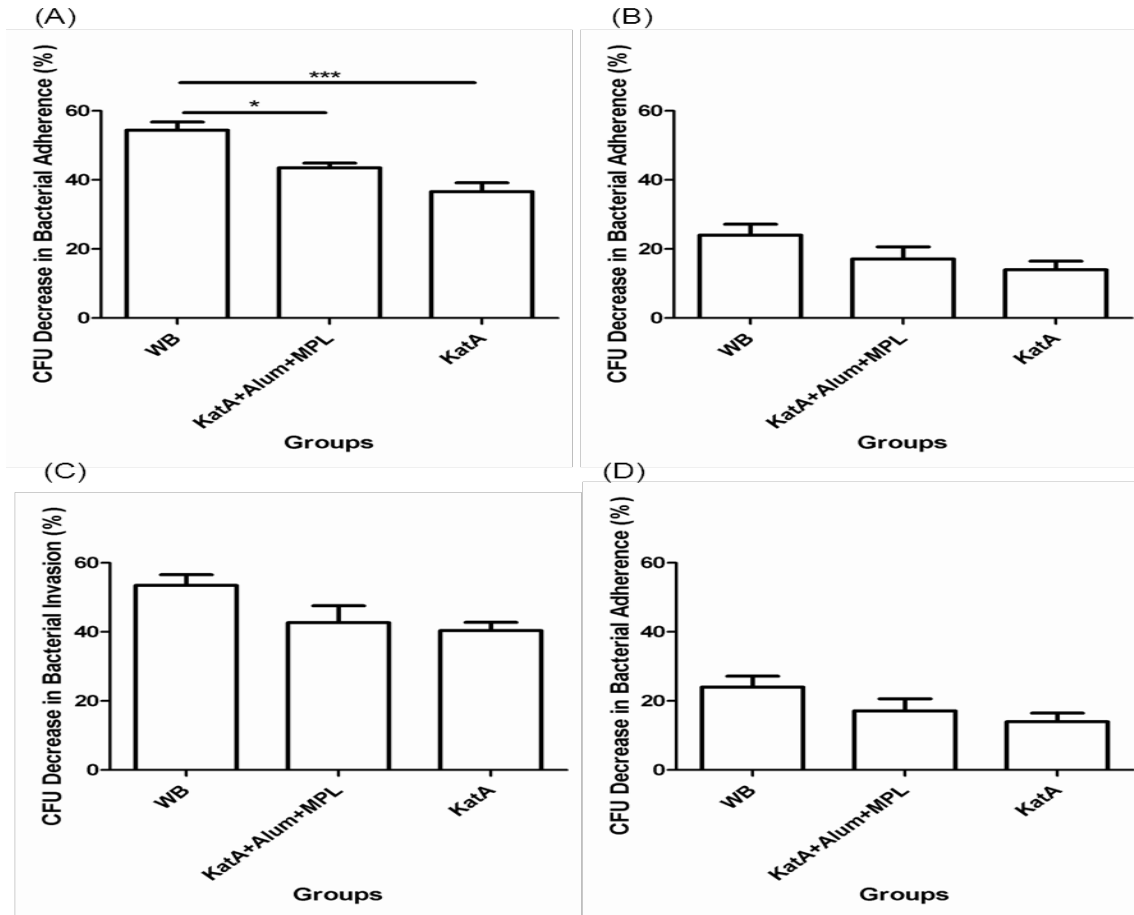 (A)
CFU Decrease in Bacterial Adherence (%)
60
40
20
0
***
*
WB
KatA+Alum+MPL
KatA
Groups
(B)
CFU Decrease in Bacterial Adherence (%)
60
40
20
0
WB
KatA+Alum+MPL
KatA
Groups
(C)
CFU Decrease in Bacterial Invasion (%)
60
40
20
0
WB
KatA+Alum+MPL
KatA
Groups
(D)
CFU Decrease in Bacterial Adherence (%)
60
40
20
0
WB
KatA+Alum+MPL
KatA
Groups